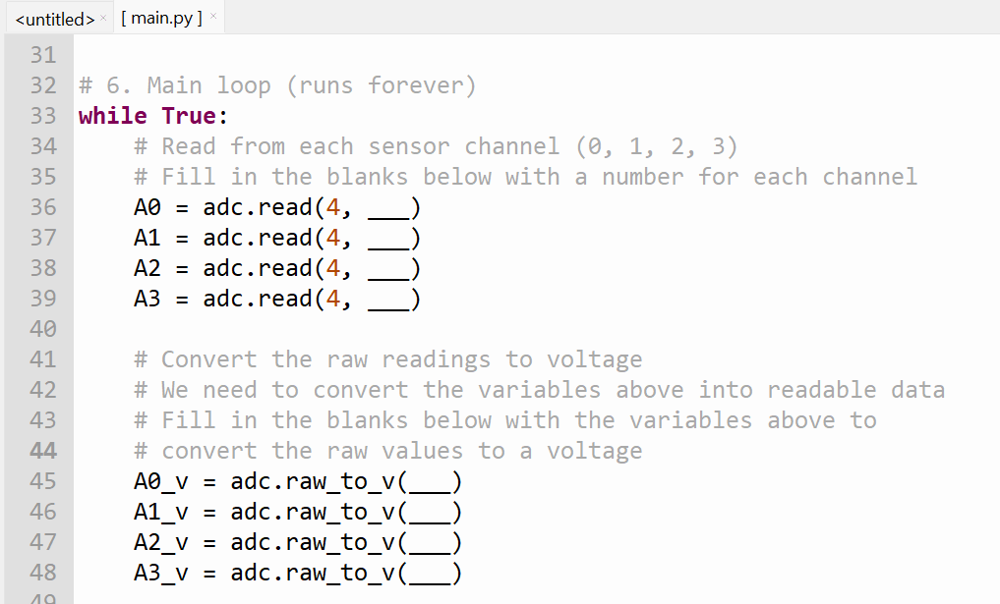 <untitled> × [ main.py ] ×
31
32 # 6. Main loop (runs forever)
33 while True:
34     # Read from each sensor channel (0, 1, 2, 3)
35     # Fill in the blanks below with a number for each channel
36     A0 = adc.read(4, ___)
37     A1 = adc.read(4, ___)
38     A2 = adc.read(4, ___)
39     A3 = adc.read(4, ___)
40
41     # Convert the raw readings to voltage
42     # We need to convert the variables above into readable data
43     # Fill in the blanks below with the variables above to
44     # convert the raw values to a voltage
45     A0_v = adc.raw_to_v(___)
46     A1_v = adc.raw_to_v(___)
47     A2_v = adc.raw_to_v(___)
48     A3_v = adc.raw_to_v(___)
49